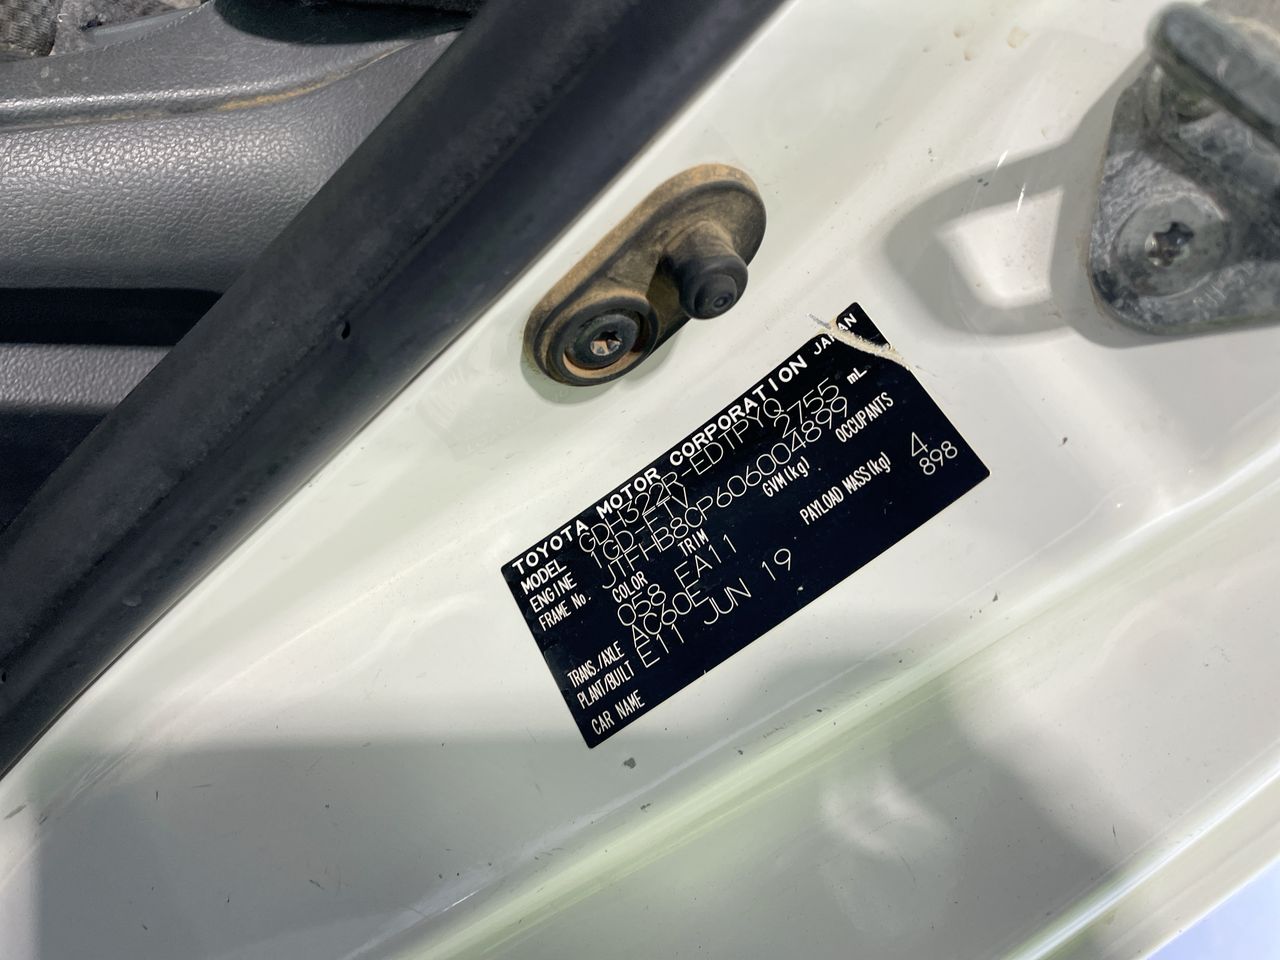 TOYOTA MOTOR CORPORATION JAPAN
MODEL GDH322R-EDTPYQ
ENGINE 1GD-FTV 2755 mL
FRAME No. JTFHB8CP606004899
COLOR TRIM GVM(kg) OCCUPANTS
058 EA11 4
PAYLOAD MASS(kg) 898
TRANS./AXLE AC60E
PLANT/BUILT E11 JUN 19
CAR NAME